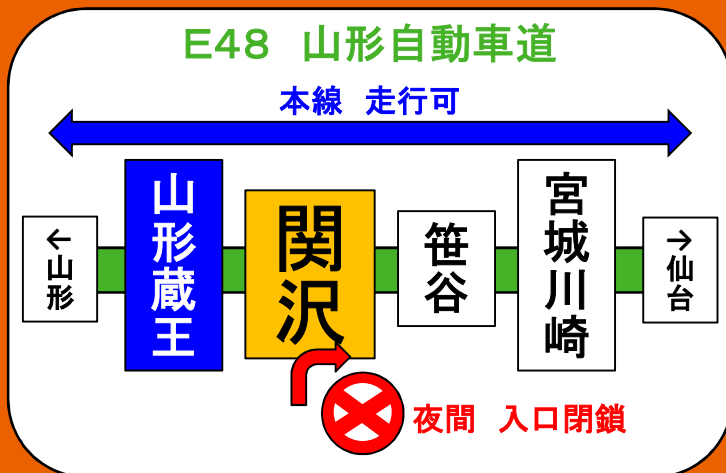 E48 山形自動車道
本線 走行可
←山形
山形蔵王
関沢
笹谷
宮城川崎
→仙台
夜間 入口閉鎖